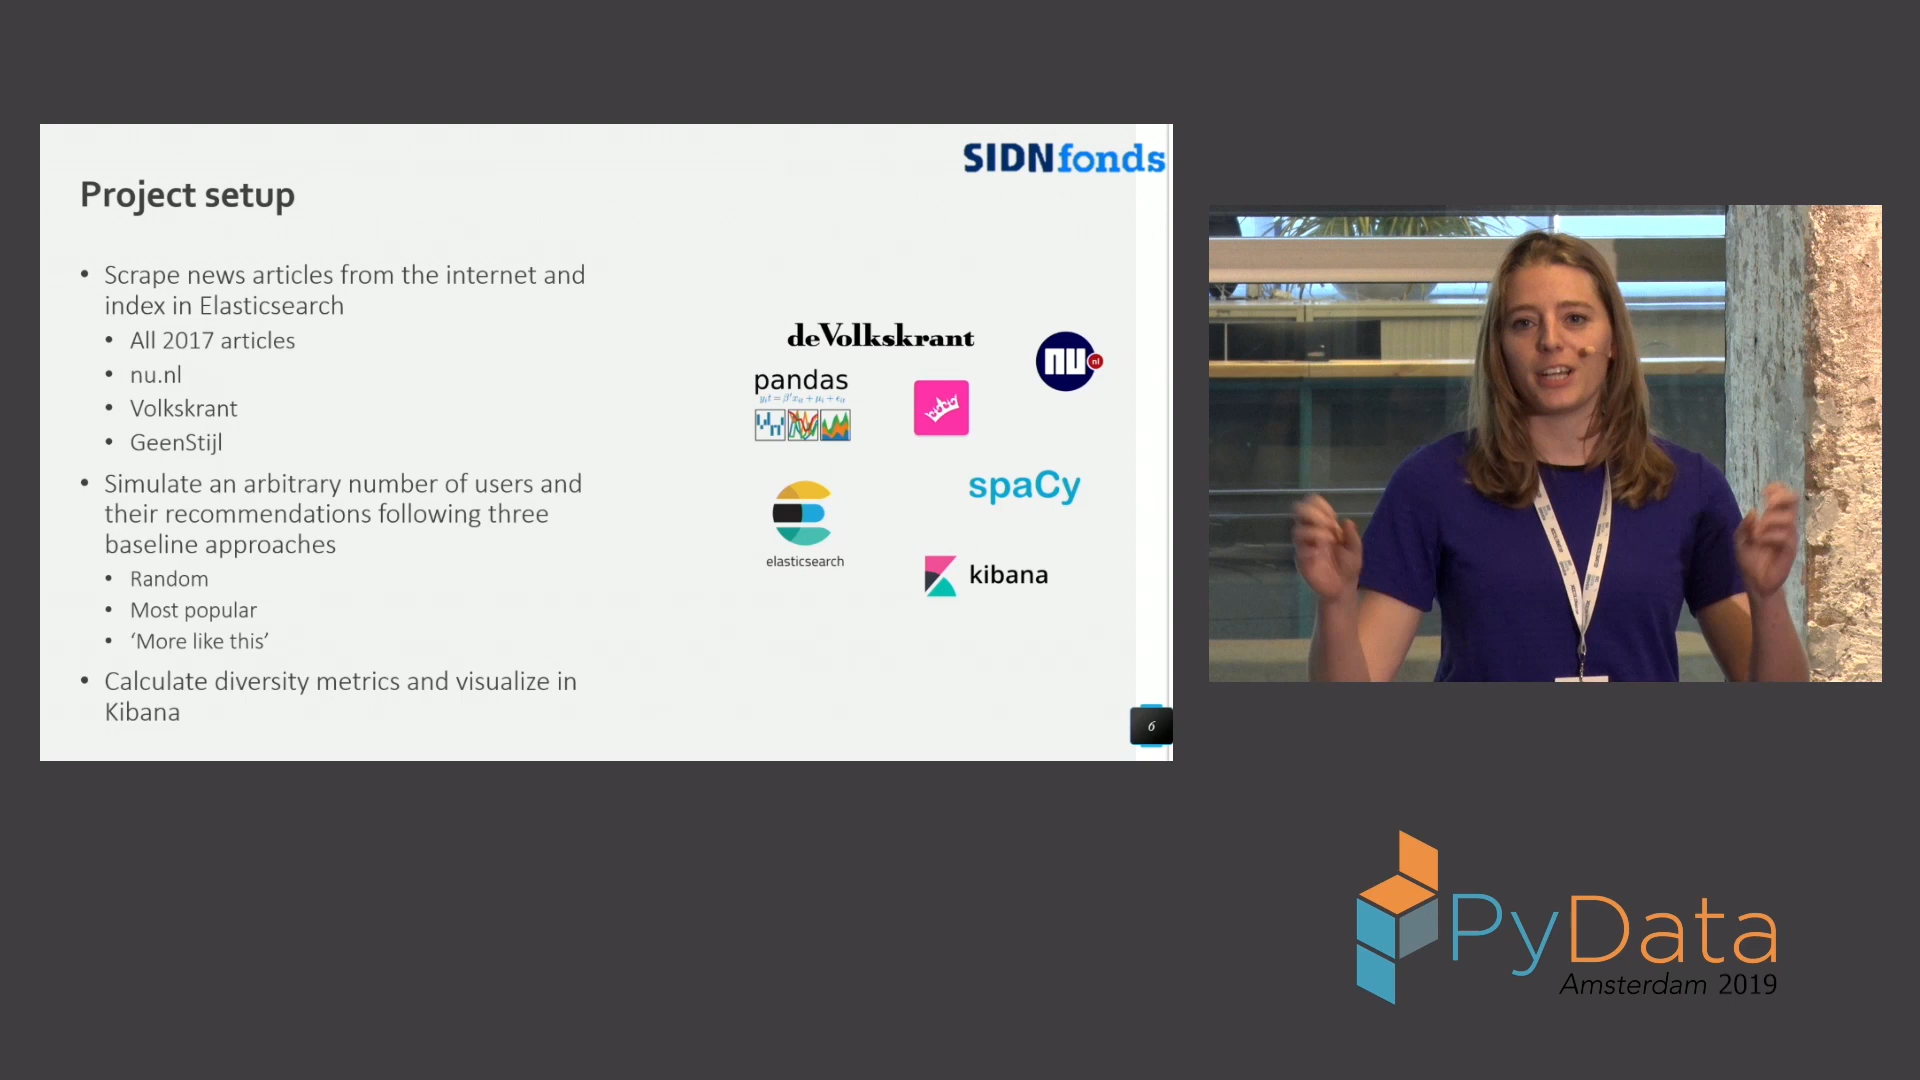 SIDNfonds
Project setup
• Scrape news articles from the internet and
index in Elasticsearch
• All 2017 articles
• nu.nl
• Volkskrant
• GeenStijl
• Simulate an arbitrary number of users and
their recommendations following three
baseline approaches
• Random
• Most popular
• ‘More like this’
• Calculate diversity metrics and visualize in
Kibana
deVolkskrant
nu
nl
pandas
spaCy
elasticsearch
kibana
6
PyData
Amsterdam 2019